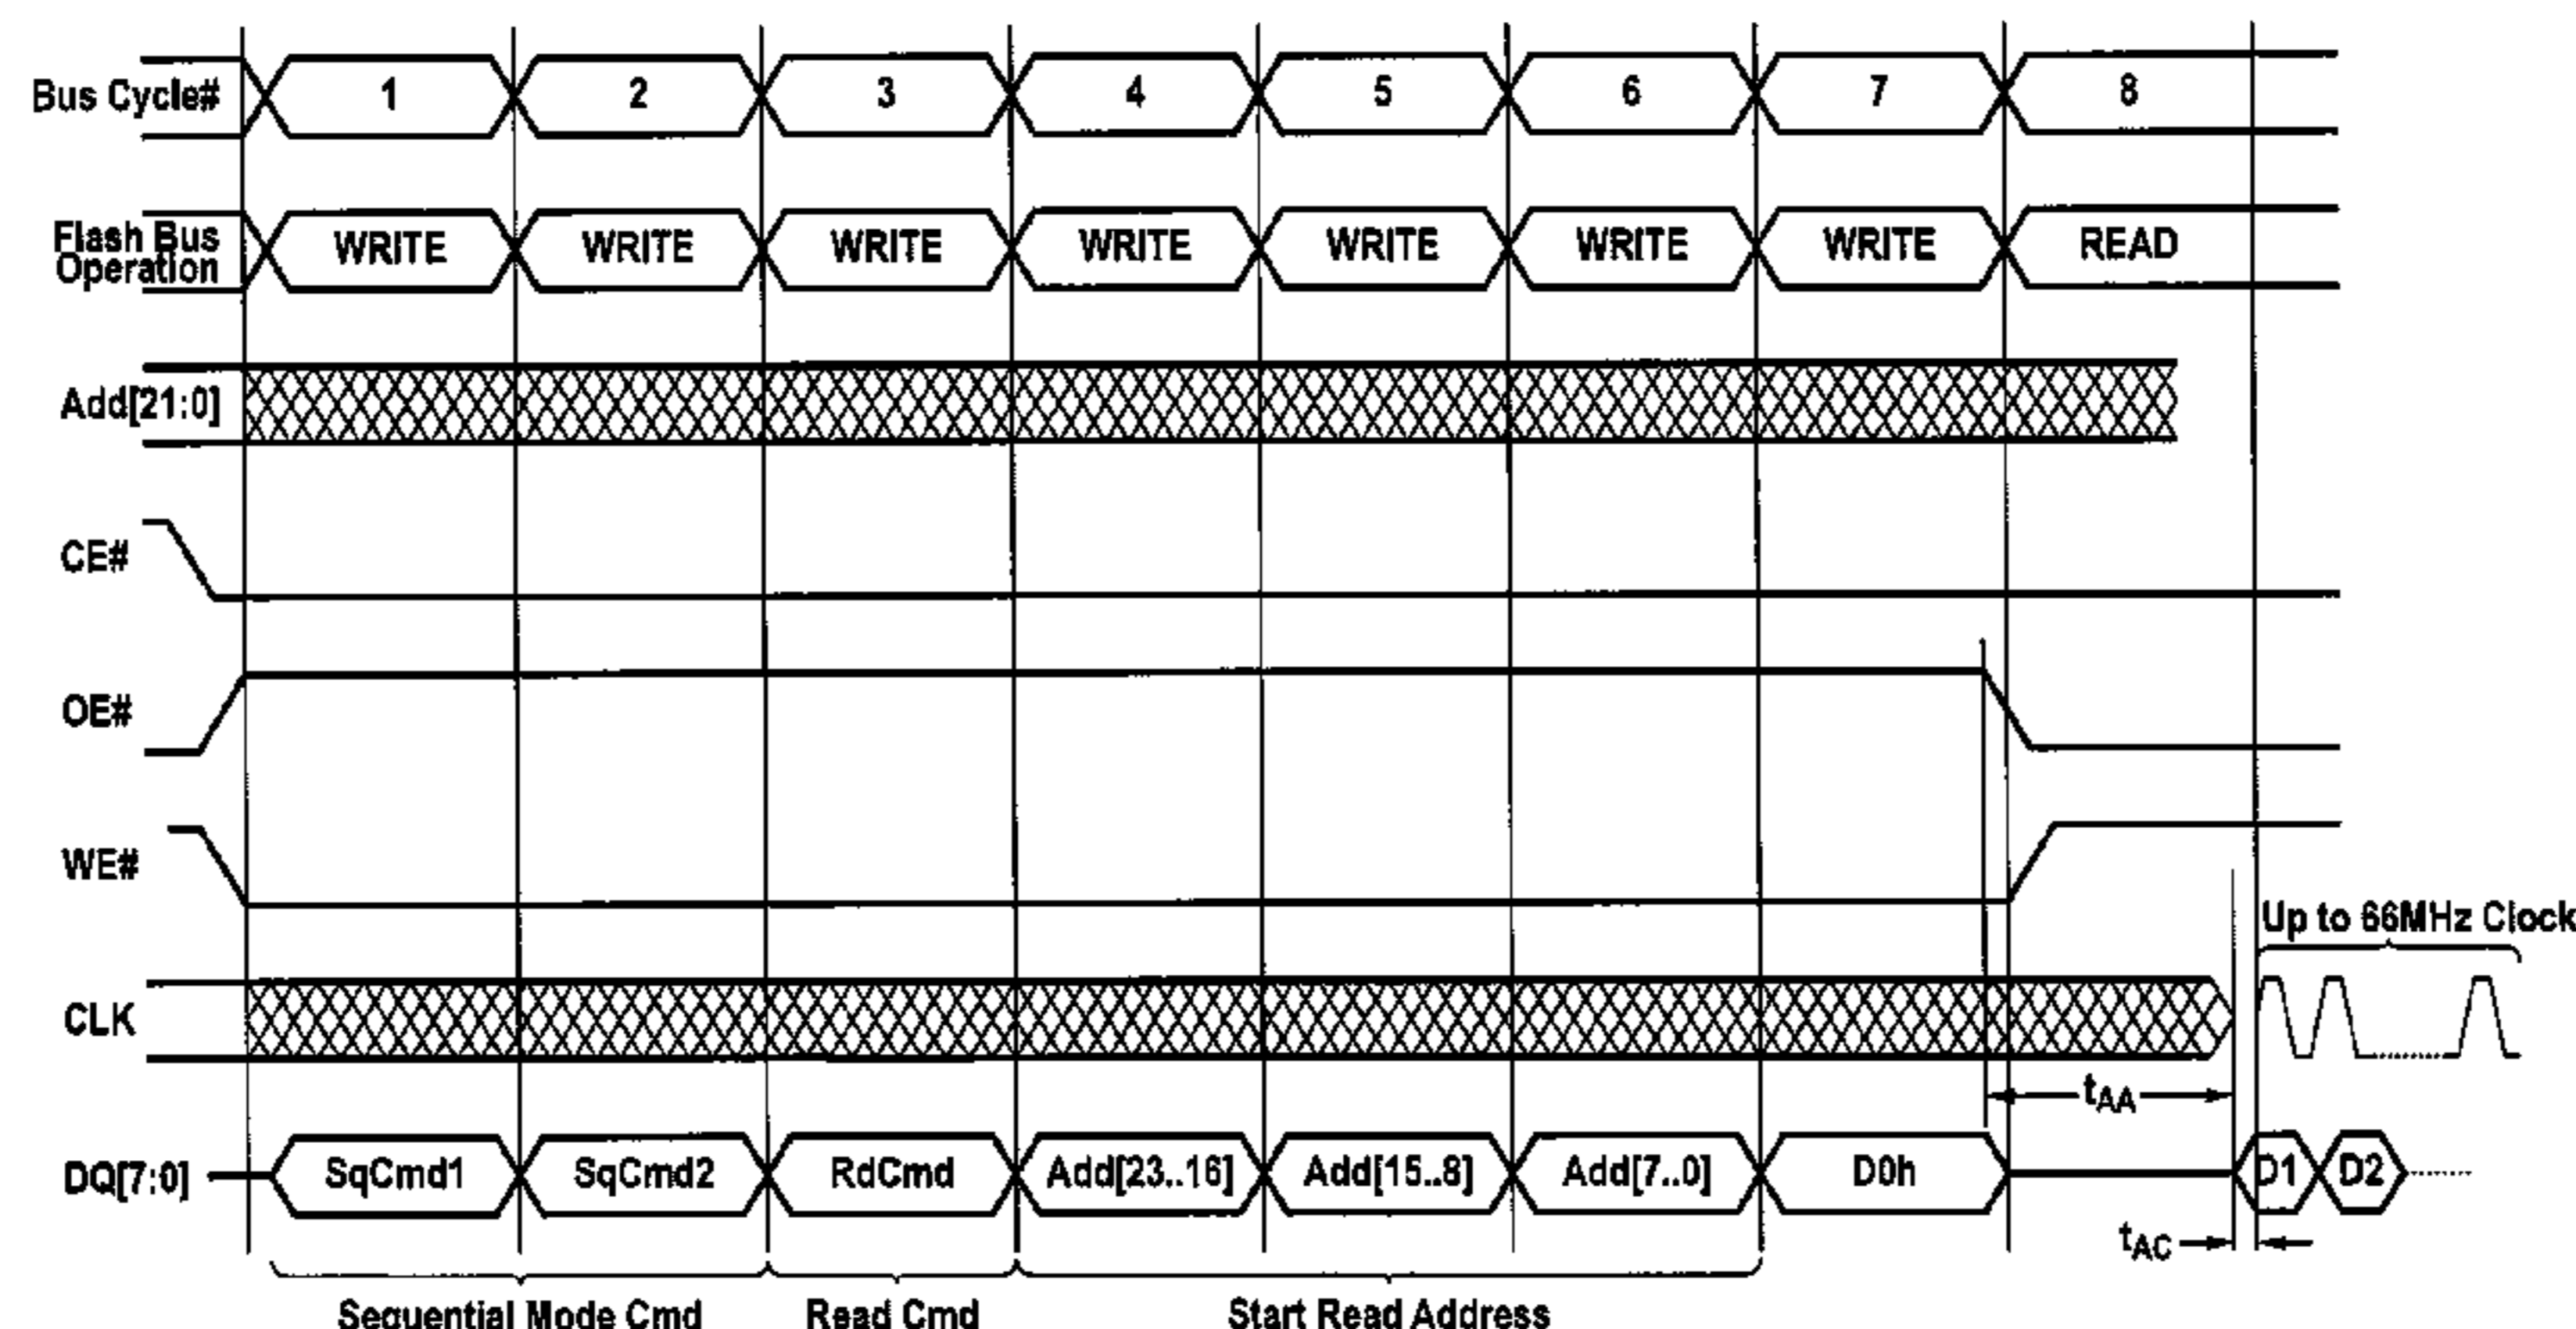 Bus Cycle# 1 2 3 4 5 6 7 8
Flash Bus
Operation
WRITE WRITE WRITE WRITE WRITE WRITE WRITE READ
Add[21:0]
CE#
OE#
WE#
Up to 66MHz Clock
CLK
tAA
DQ[7:0] SqCmd1 SqCmd2 RdCmd Add[23..16] Add[15..8] Add[7..0] D0h D1 D2
tAC
Sequential Mode Cmd Read Cmd Start Read Address